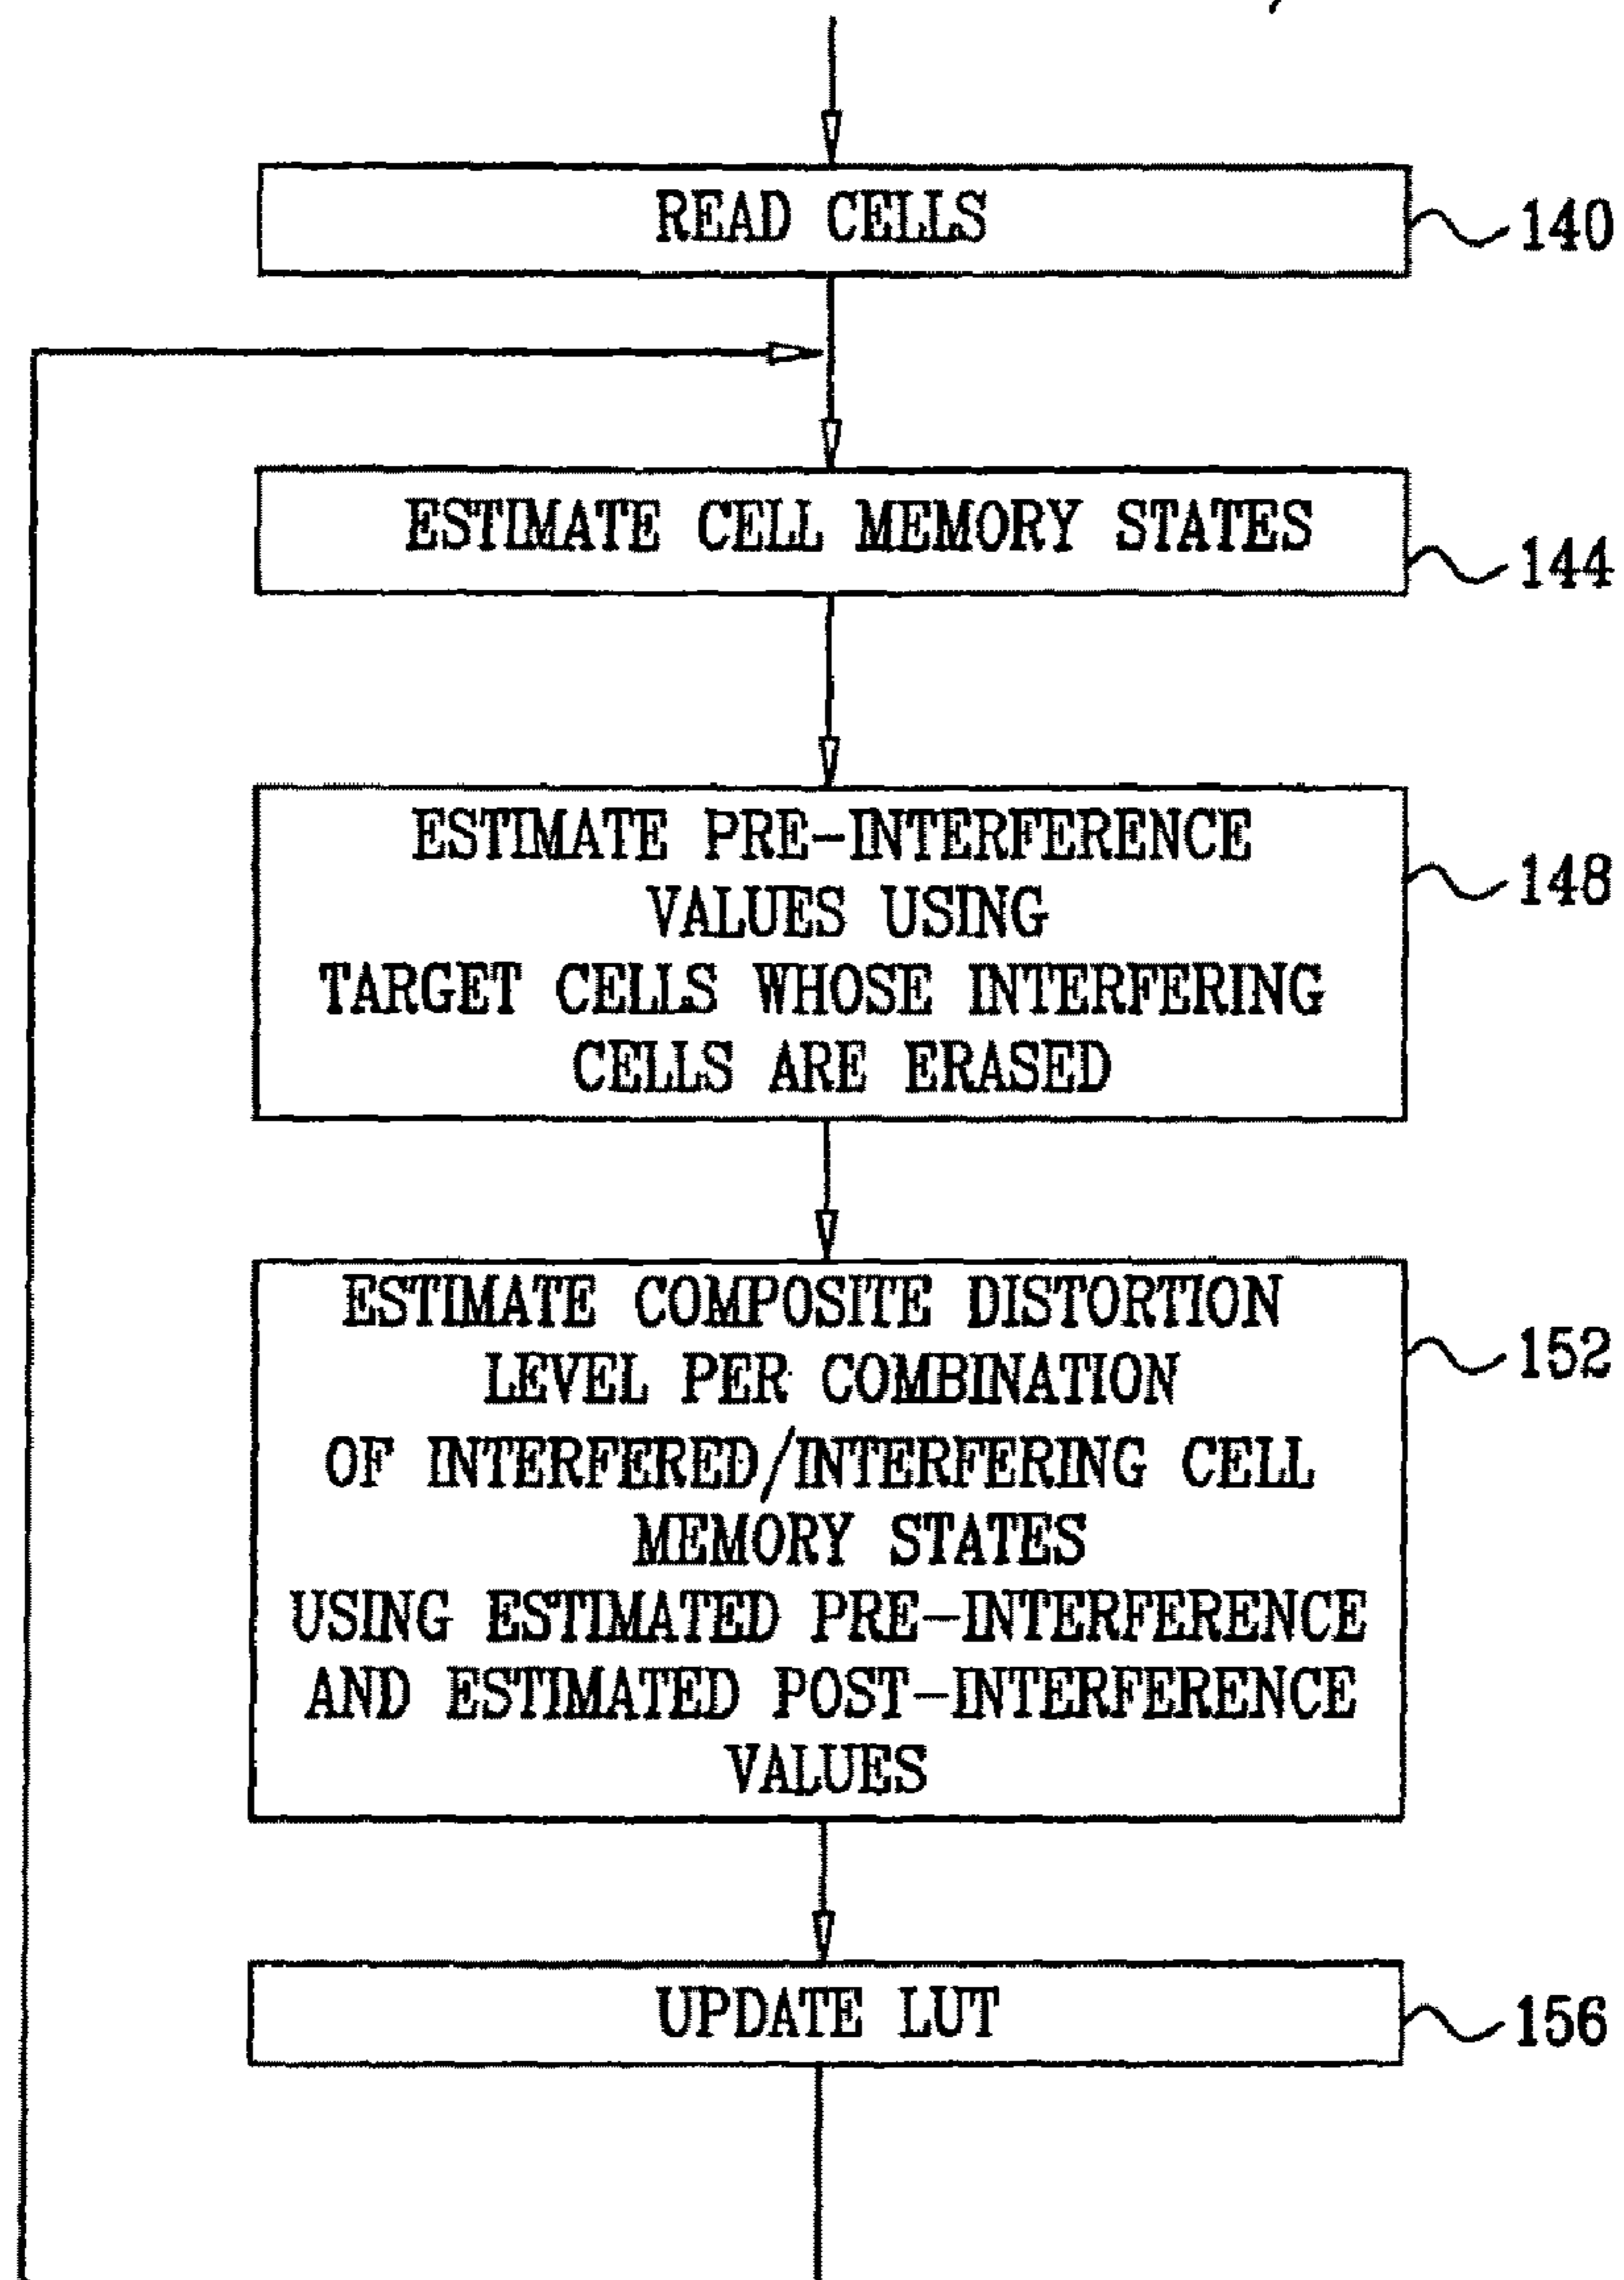 READ CELLS
140
ESTIMATE CELL MEMORY STATES
144
ESTIMATE PRE-INTERFERENCE
VALUES USING
TARGET CELLS WHOSE INTERFERING
CELLS ARE ERASED
148
ESTIMATE COMPOSITE DISTORTION
LEVEL PER COMBINATION
OF INTERFERED/INTERFERING CELL
MEMORY STATES
USING ESTIMATED PRE-INTERFERENCE
AND ESTIMATED POST-INTERFERENCE
VALUES
152
UPDATE LUT
156